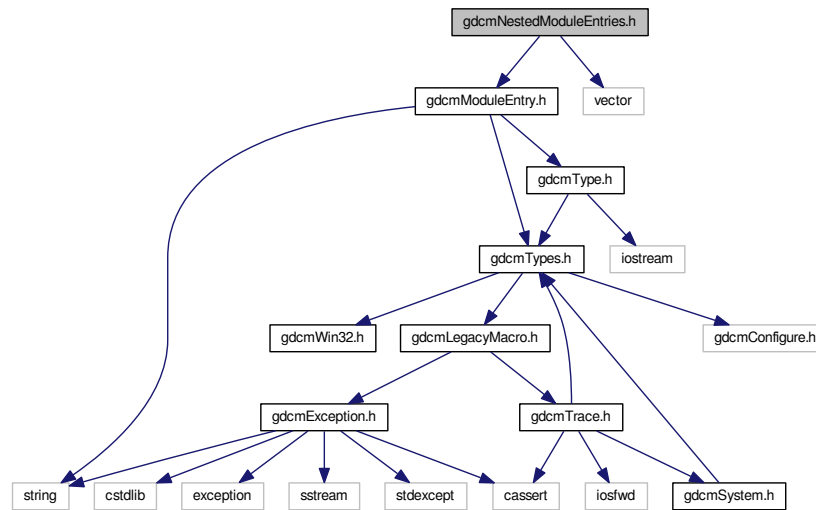 gdcmNestedModuleEntries.h
gdcmModuleEntry.h
vector
gdcmType.h
gdcmTypes.h
iostream
gdcmWin32.h
gdcmLegacyMacro.h
gdcmConfigure.h
gdcmException.h
gdcmTrace.h
string
cstdlib
exception
sstream
stdexcept
cassert
iosfwd
gdcmSystem.h